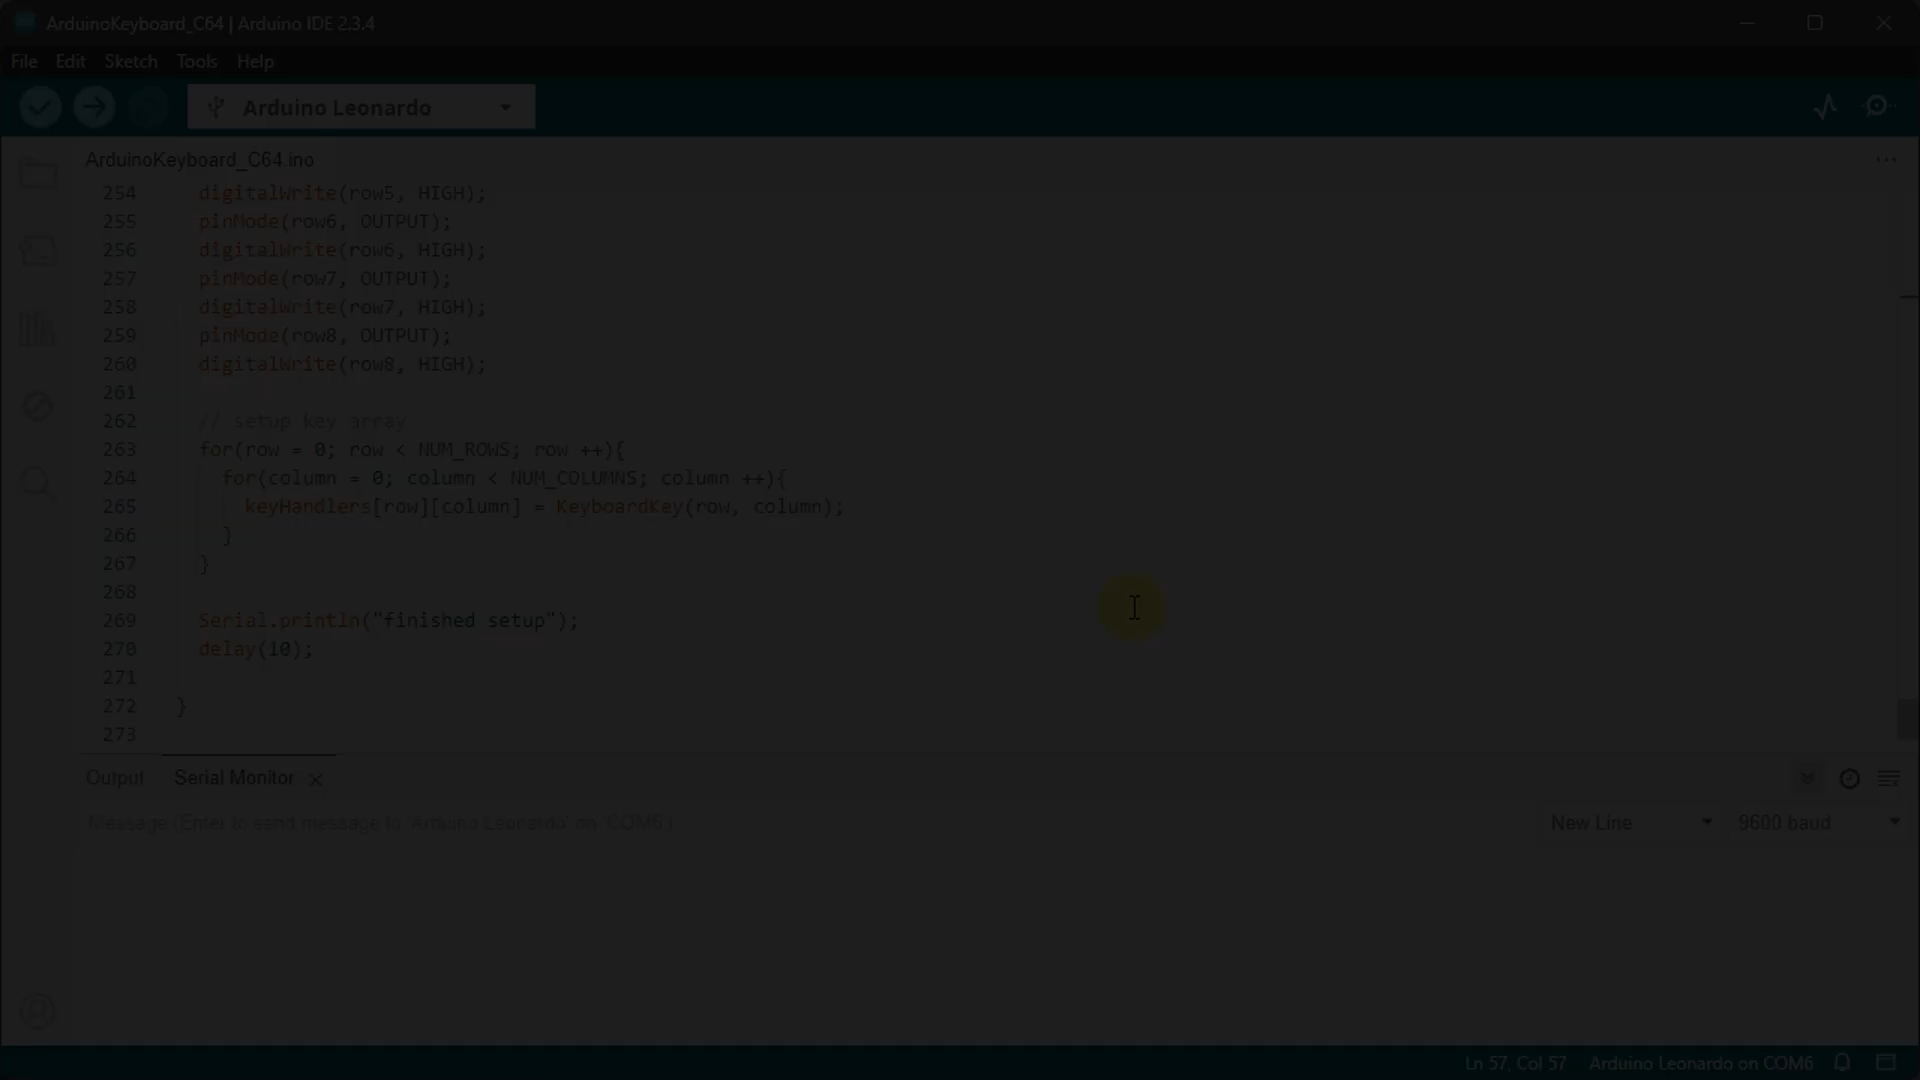 ArduinoKeyboard_C64 | Arduino IDE 2.3.4
File Edit Sketch Tools Help
Arduino Leonardo
ArduinoKeyboard_C64.ino
254 digitalWrite(row5, HIGH);
255 pinMode(row6, OUTPUT);
256 digitalWrite(row6, HIGH);
257 pinMode(row7, OUTPUT);
258 digitalWrite(row7, HIGH);
259 pinMode(row8, OUTPUT);
260 digitalWrite(row8, HIGH);
261
262 // setup key array
263 for(row = 0; row < NUM_ROWS; row ++){
264 for(column = 0; column < NUM_COLUMNS; column ++){
265 keyHandlers[row][column] = KeyboardKey(row, column);
266 }
267 }
268
269 Serial.println("finished setup");
270 delay(10);
271
272 }
273
Output Serial Monitor
Message (Enter to send message to 'Arduino Leonardo' on 'COM6')
New Line 9600 baud
Ln 57, Col 57 Arduino Leonardo on COM6